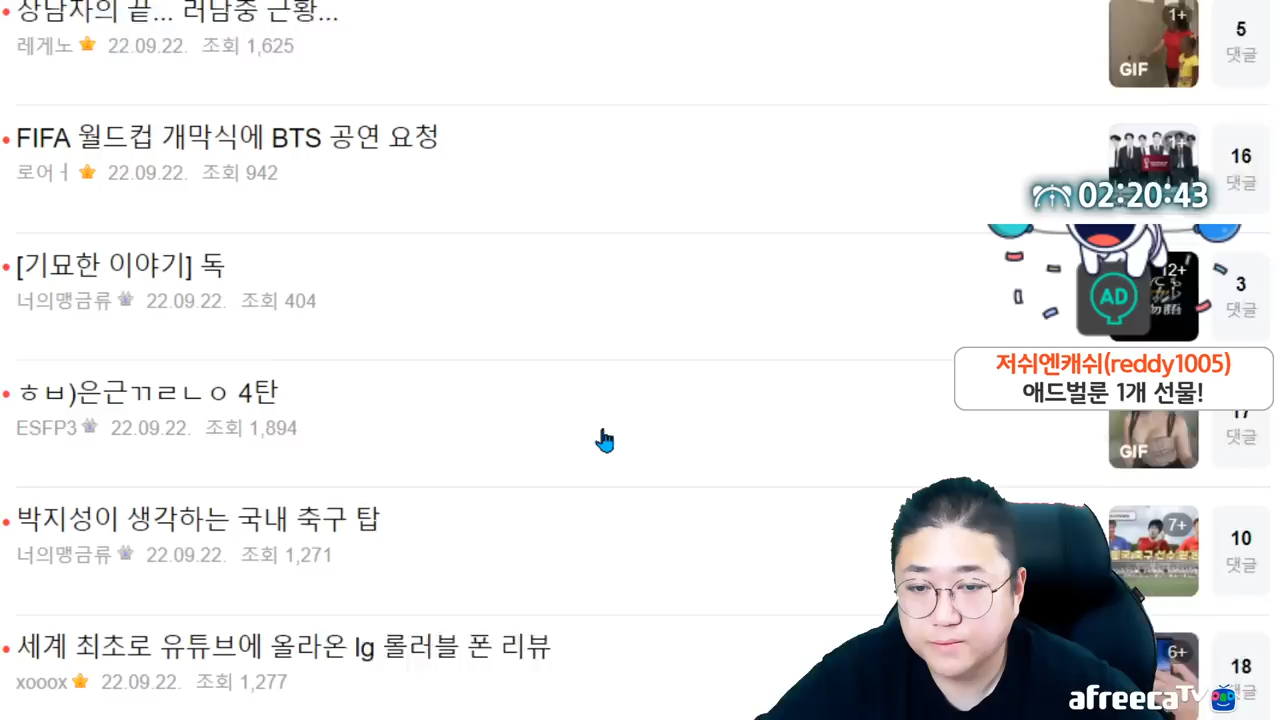 상남자의 끝... 러남충 근황...
레게노 22.09.22. 조회 1,625
1+
GIF
5
댓글
FIFA 월드컵 개막식에 BTS 공연 요청
로어ㅓ 22.09.22. 조회 942
1+
16
댓글
02:20:43
[기묘한 이야기] 독
너의맹금류 22.09.22. 조회 404
12+
AD
3
댓글
저쉬엔캐쉬(reddy1005)
애드벌룬 1개 선물!
ㅎㅂ)은근ㄲㄹㄴㅇ 4탄
ESFP3 22.09.22. 조회 1,894
GIF
17
댓글
박지성이 생각하는 국내 축구 탑
너의맹금류 22.09.22. 조회 1,271
7+
10
댓글
세계 최초로 유튜브에 올라온 lg 롤러블 폰 리뷰
xooox 22.09.22. 조회 1,277
6+
18
댓글
afreecaTV